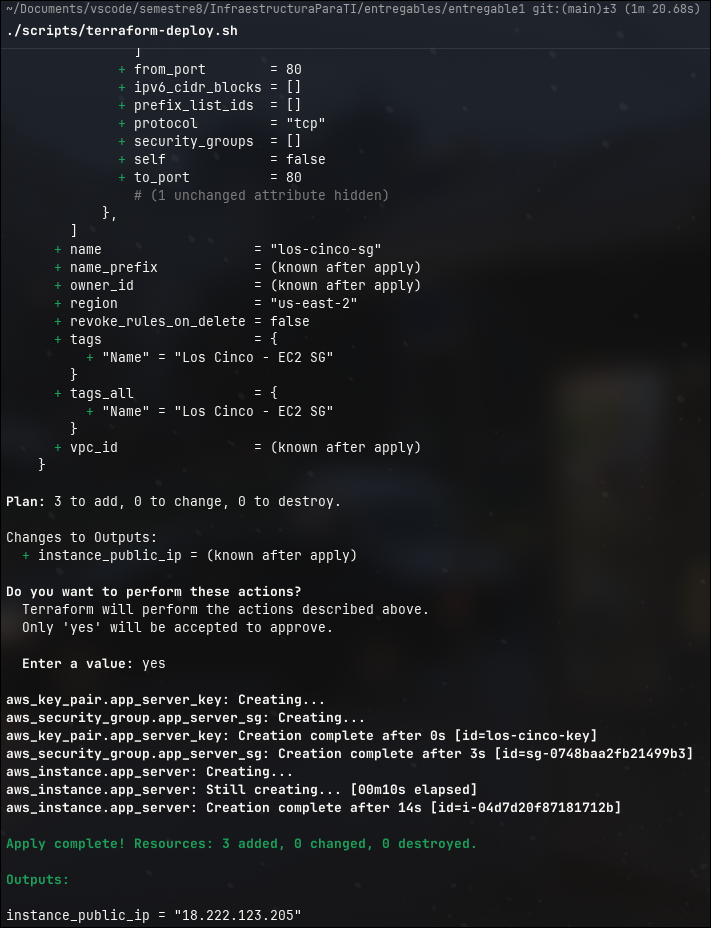 ~/Documents/vscode/semestre8/InfraestructuraParaTI/entregables/entregable1 git:(main)±3 (1m 20.68s)
./scripts/terraform-deploy.sh
]
+ from_port        = 80
+ ipv6_cidr_blocks = []
+ prefix_list_ids  = []
+ protocol         = "tcp"
+ security_groups  = []
+ self             = false
+ to_port          = 80
# (1 unchanged attribute hidden)
},
]
+ name                   = "los-cinco-sg"
+ name_prefix            = (known after apply)
+ owner_id               = (known after apply)
+ region                 = "us-east-2"
+ revoke_rules_on_delete = false
+ tags                   = {
+ "Name" = "Los Cinco - EC2 SG"
}
+ tags_all               = {
+ "Name" = "Los Cinco - EC2 SG"
}
+ vpc_id                 = (known after apply)
}
Plan: 3 to add, 0 to change, 0 to destroy.
Changes to Outputs:
+ instance_public_ip = (known after apply)
Do you want to perform these actions?
Terraform will perform the actions described above.
Only 'yes' will be accepted to approve.
Enter a value: yes
aws_key_pair.app_server_key: Creating...
aws_security_group.app_server_sg: Creating...
aws_key_pair.app_server_key: Creation complete after 0s [id=los-cinco-key]
aws_security_group.app_server_sg: Creation complete after 3s [id=sg-0748baa2fb21499b3]
aws_instance.app_server: Creating...
aws_instance.app_server: Still creating... [00m10s elapsed]
aws_instance.app_server: Creation complete after 14s [id=i-04d7d20f87181712b]
Apply complete! Resources: 3 added, 0 changed, 0 destroyed.
Outputs:
instance_public_ip = "18.222.123.205"